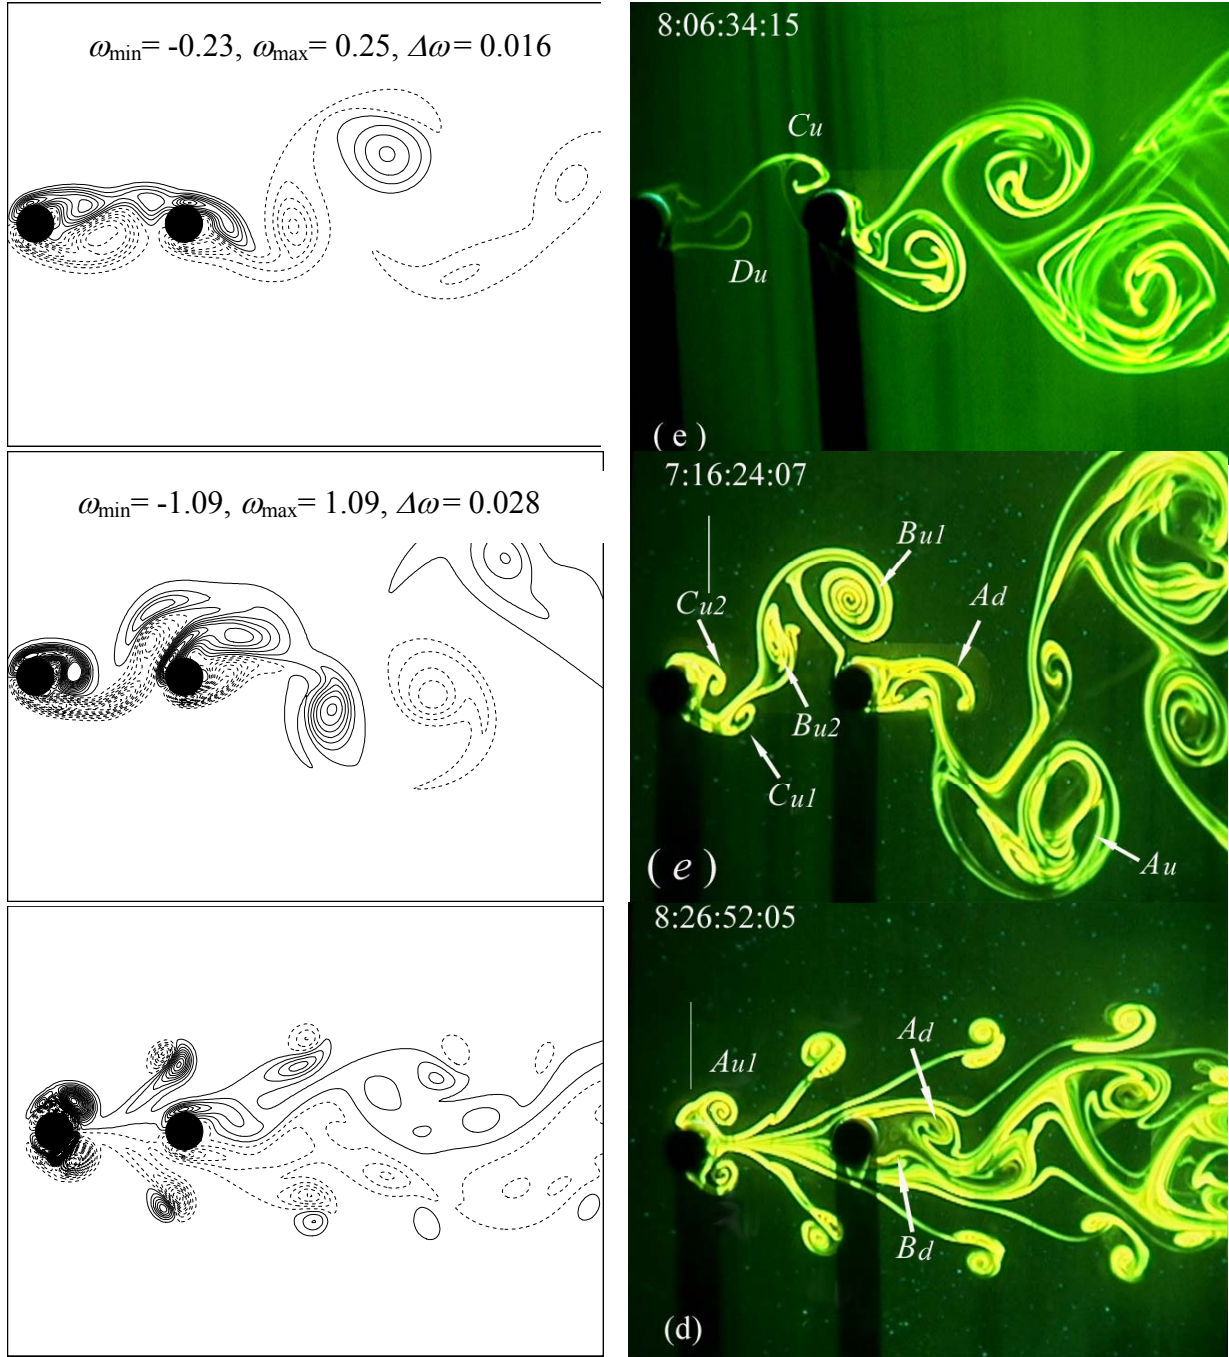 ωmin= -0.23, ωmax= 0.25, Δω= 0.016
8:06:34:15
Cu
Du
( e )
ωmin= -1.09, ωmax= 1.09, Δω= 0.028
7:16:24:07
Bu1
Cu2
Ad
Bu2
Cu1
Au
( e )
8:26:52:05
Ad
Au1
Bd
(d)